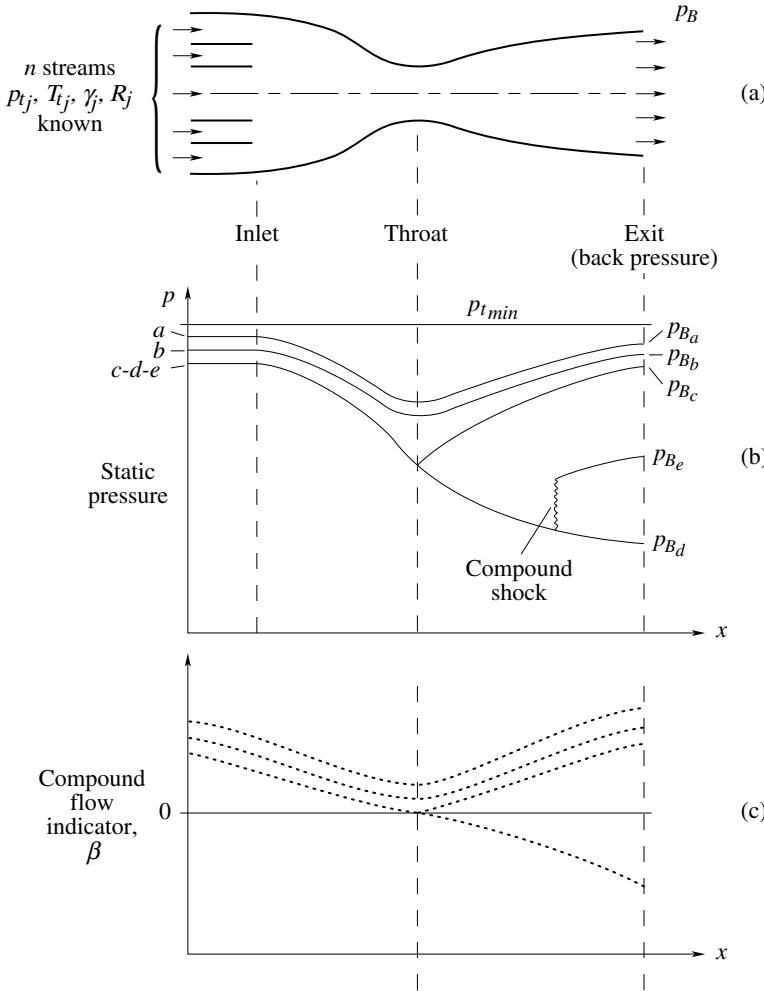 p_B
n streams
p_{t_j}, T_{t_j}, γ_j, R_j
known
(a)
Inlet
Throat
Exit
(back pressure)
p
p_{t_{min}}
a
b
c-d-e
p_{B_a}
p_{B_b}
p_{B_c}
p_{B_e}
p_{B_d}
(b)
Static
pressure
Compound
shock
x
Compound
flow
indicator,
β
0
(c)
x